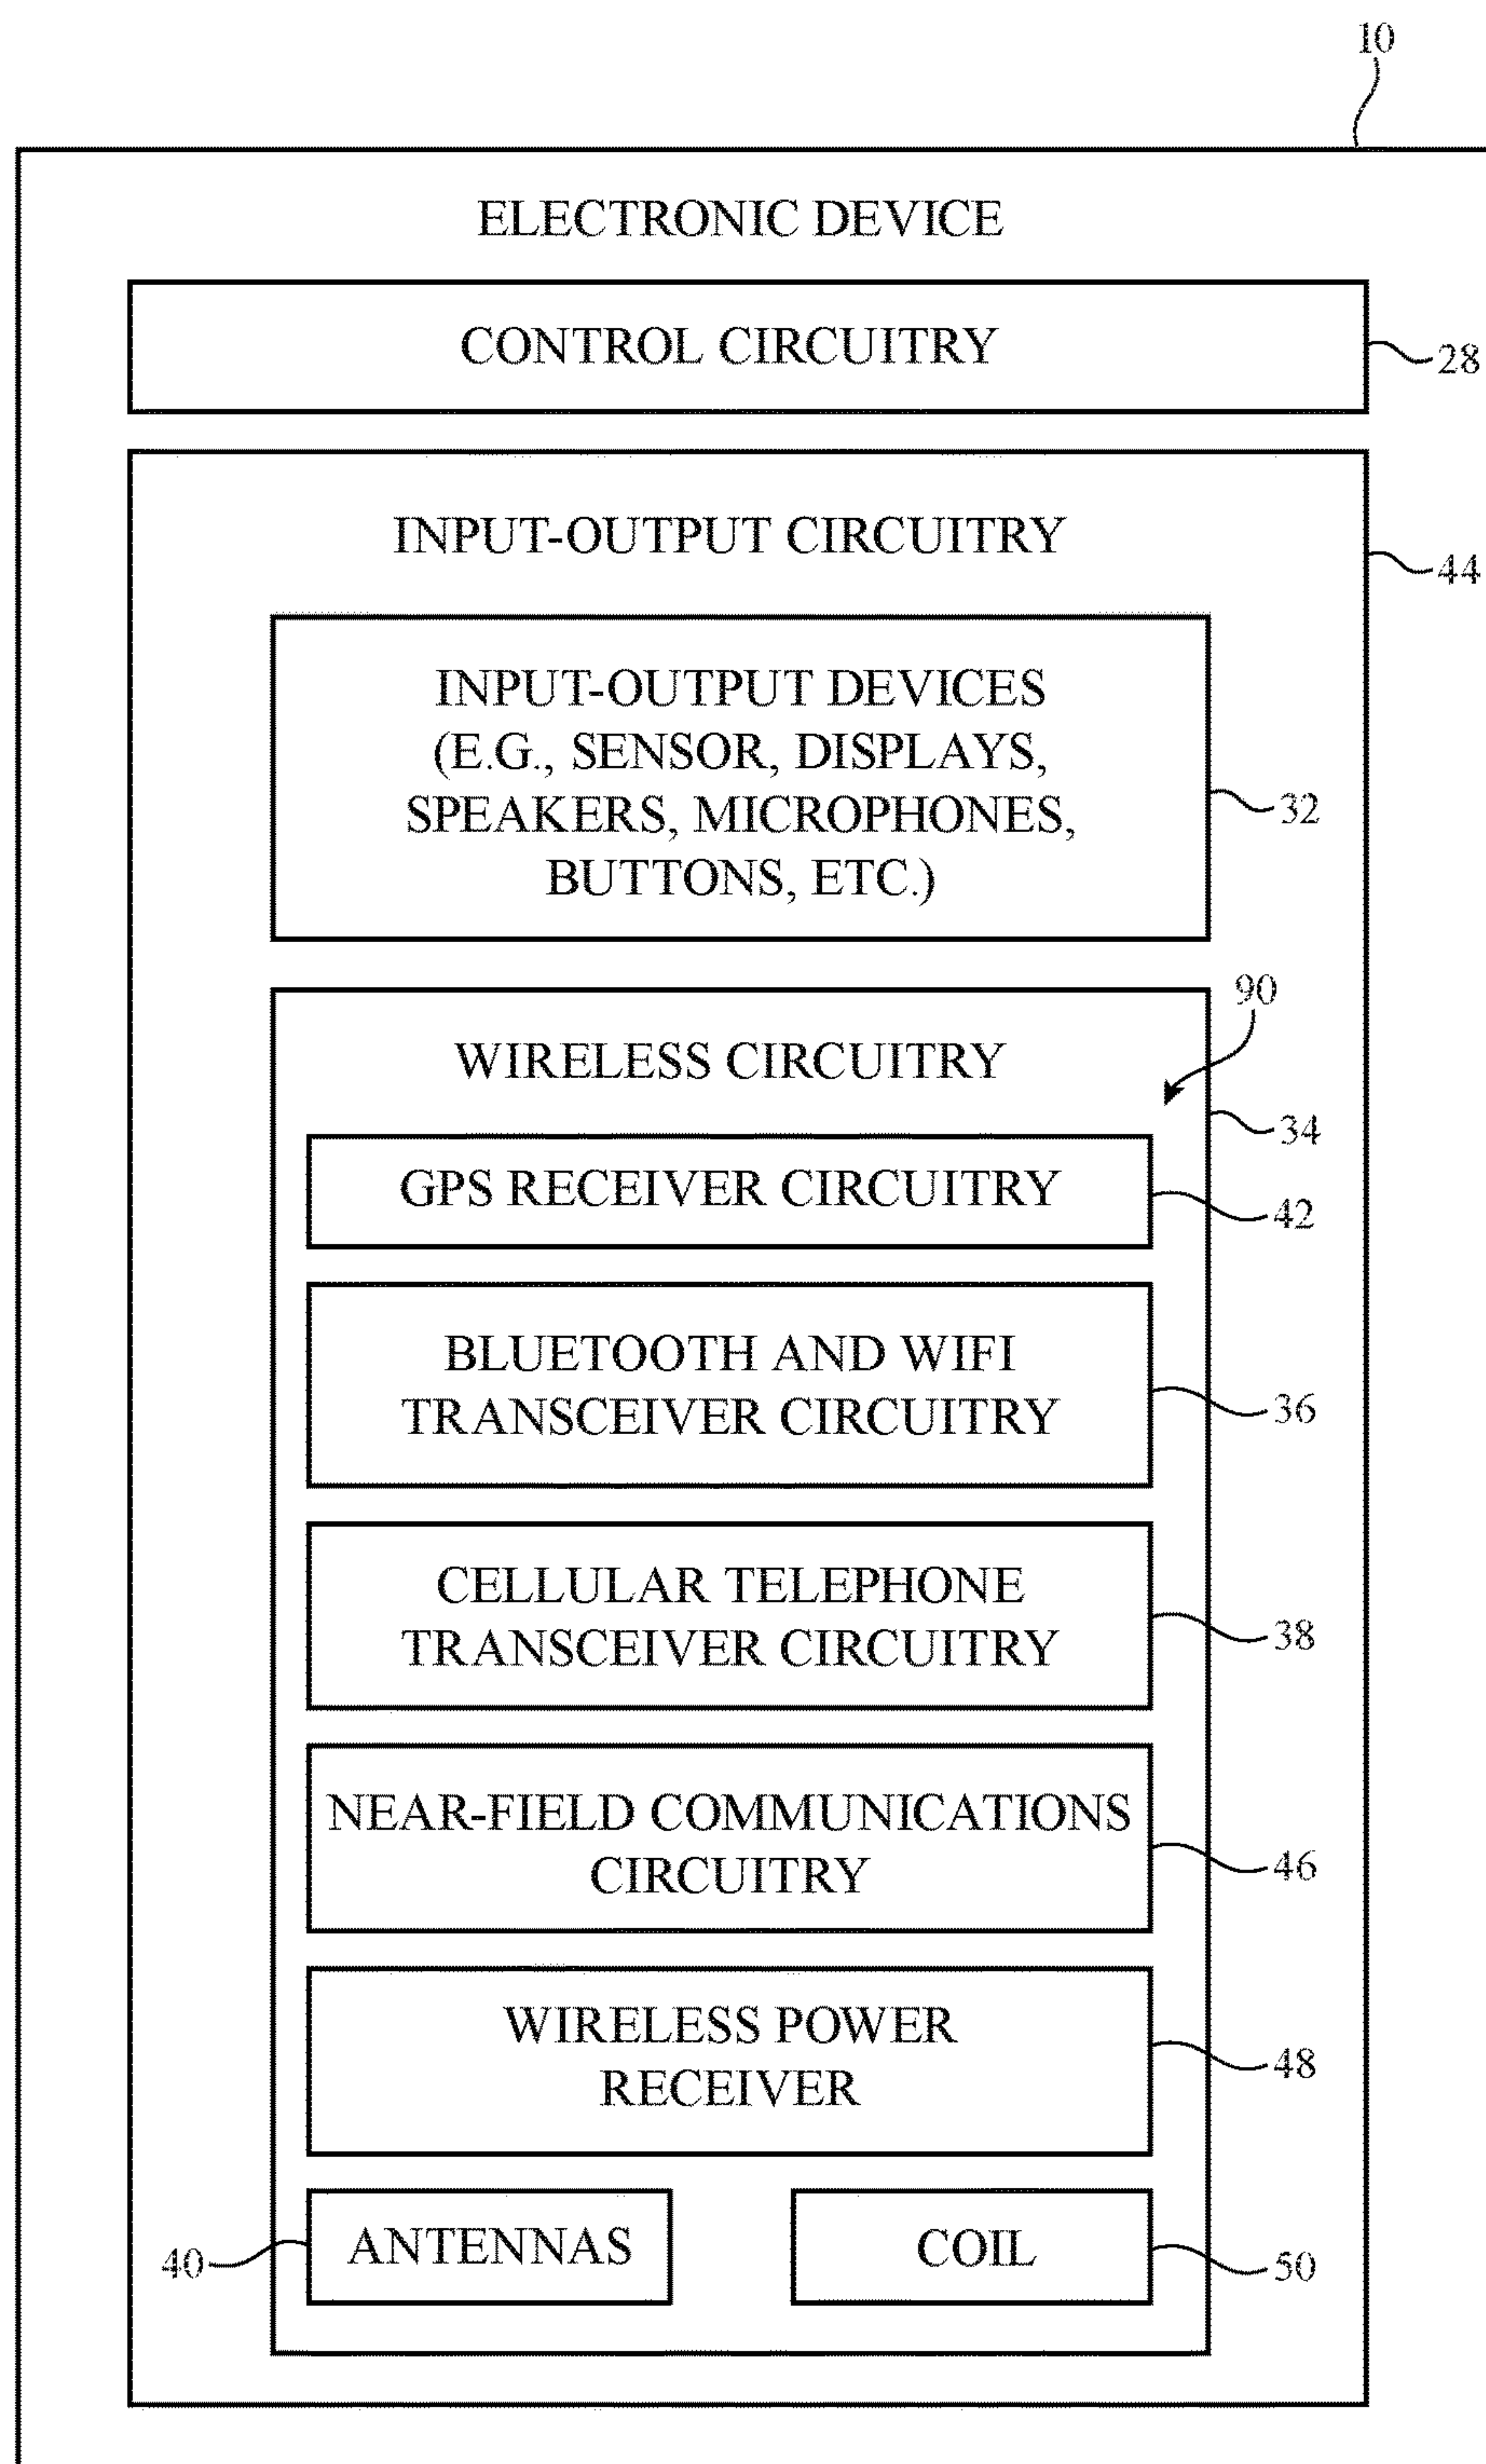 10
ELECTRONIC DEVICE
CONTROL CIRCUITRY
28
INPUT-OUTPUT CIRCUITRY
44
INPUT-OUTPUT DEVICES
(E.G., SENSOR, DISPLAYS,
SPEAKERS, MICROPHONES,
BUTTONS, ETC.)
32
90
WIRELESS CIRCUITRY
34
GPS RECEIVER CIRCUITRY
42
BLUETOOTH AND WIFI
TRANSCEIVER CIRCUITRY
36
CELLULAR TELEPHONE
TRANSCEIVER CIRCUITRY
38
NEAR-FIELD COMMUNICATIONS
CIRCUITRY
46
WIRELESS POWER
RECEIVER
48
40
ANTENNAS
COIL
50